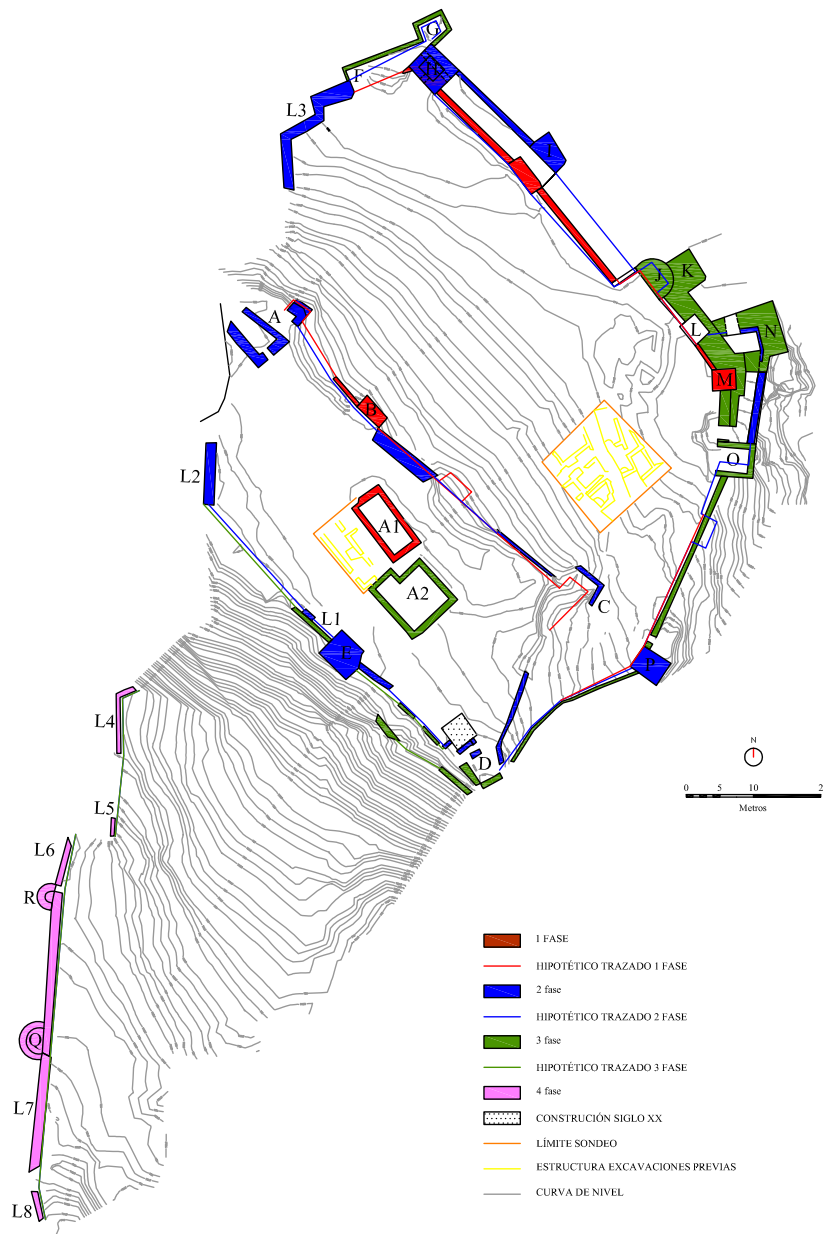 G
F
H
L3
I
J
K
A
L
N
M
B
L2
O
A1
A2
C
L1
E
P
L4
D
N
0 5 10 2
Metros
L5
L6
R
1 FASE
HIPOTÉTICO TRAZADO 1 FASE
2 fase
HIPOTÉTICO TRAZADO 2 FASE
Q
3 fase
HIPOTÉTICO TRAZADO 3 FASE
4 fase
L7
CONSTRUCIÓN SIGLO XX
LÍMITE SONDEO
ESTRUCTURA EXCAVACIONES PREVIAS
CURVA DE NIVEL
L8